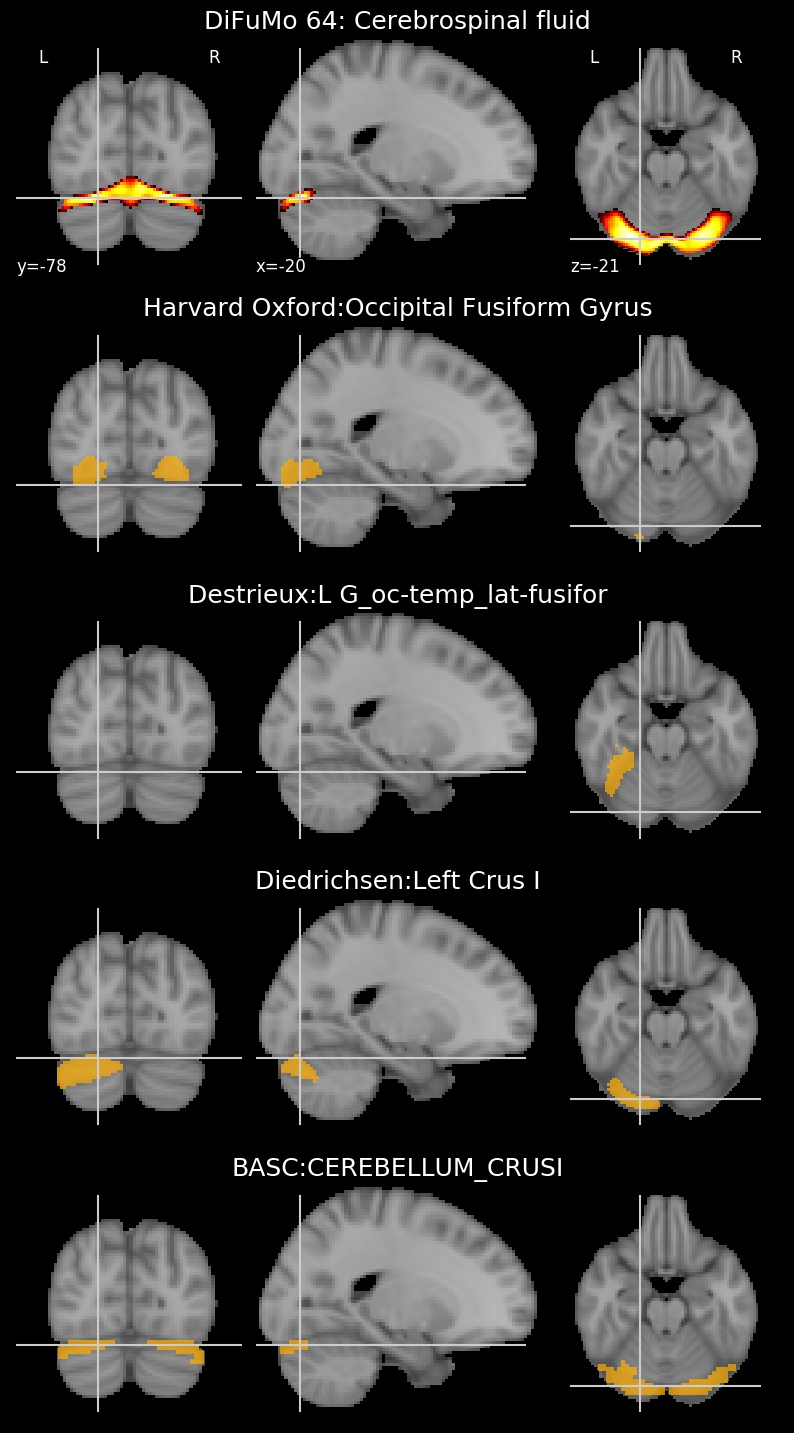 DiFuMo 64: Cerebrospinal fluid
L R L R
y=-78 x=-20 z=-21
Harvard Oxford:Occipital Fusiform Gyrus
Destrieux:L G_oc-temp_lat-fusifor
Diedrichsen:Left Crus I
BASC:CEREBELLUM_CRUSI